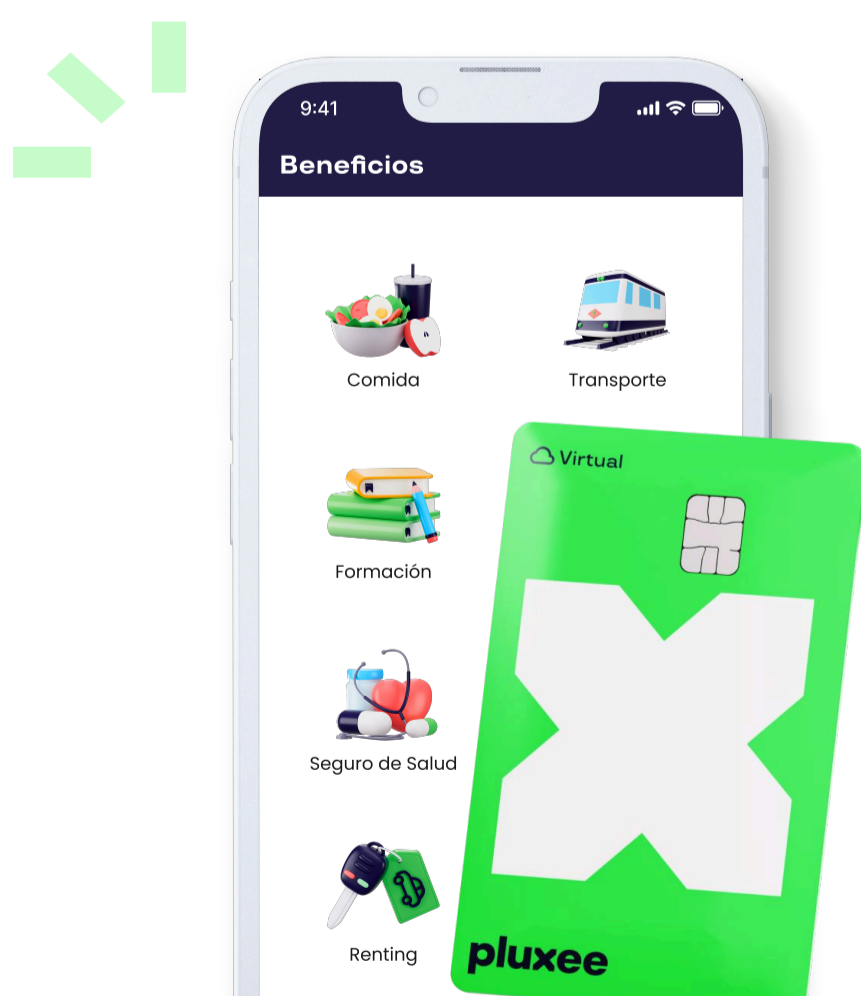 9:41
Beneficios
Comida
Transporte
Virtual
Formación
Seguro de Salud
Renting
pluxee